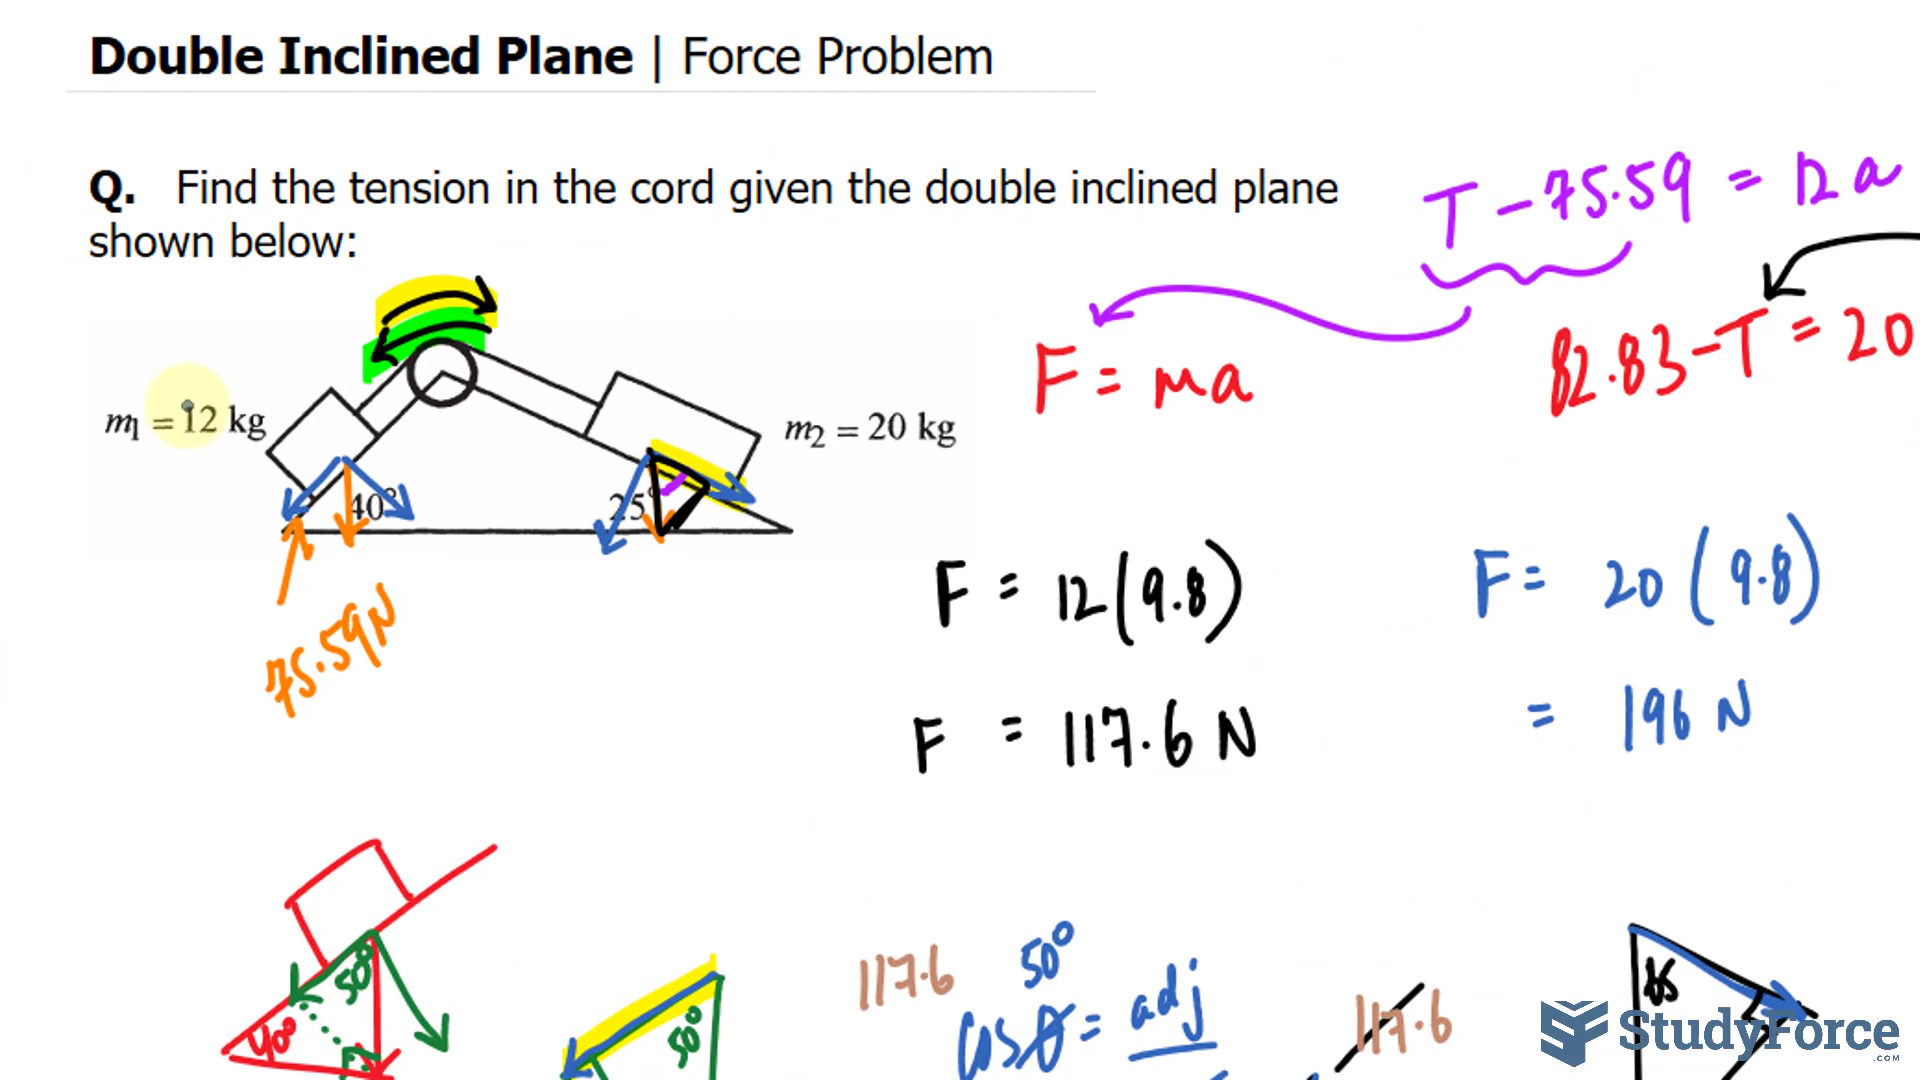 Double Inclined Plane | Force Problem
Q. Find the tension in the cord given the double inclined plane
shown below:
T - 75.59 = 12a
82.83 - T = 20
F = ma
m1 = 12 kg
m2 = 20 kg
40°
25°
75.59N
F = 12(9.8)
F = 20(9.8)
F = 117.6 N
= 196 N
50°
40°
50°
117.6
50°
cosθ = adj
117.6
StudyForce
.COM